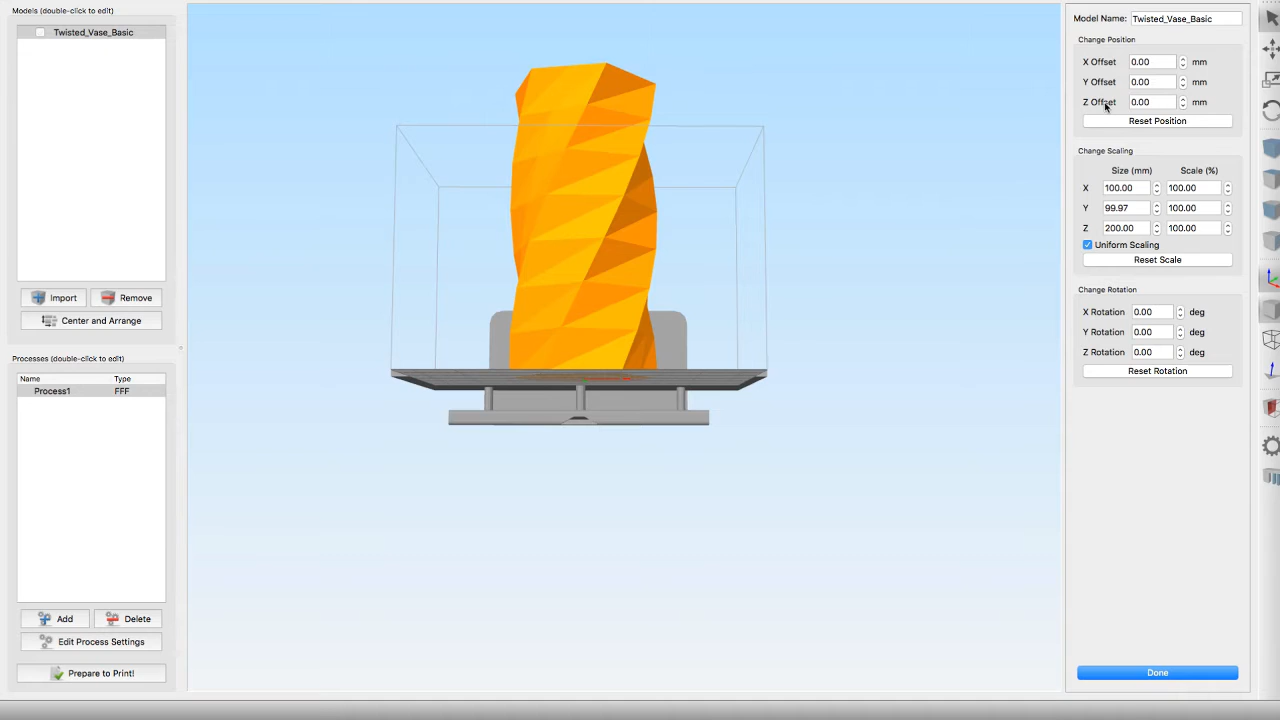 Models (double-click to edit)
Twisted_Vase_Basic
Import
Remove
Center and Arrange
Processes (double-click to edit)
Name Type
Process1 FFF
Add
Delete
Edit Process Settings
Prepare to Print!
Model Name: Twisted_Vase_Basic
Change Position
X Offset 0.00 mm
Y Offset 0.00 mm
Z Offset 0.00 mm
Reset Position
Change Scaling
Size (mm) Scale (%)
X 100.00 100.00
Y 99.97 100.00
Z 200.00 100.00
Uniform Scaling
Reset Scale
Change Rotation
X Rotation 0.00 deg
Y Rotation 0.00 deg
Z Rotation 0.00 deg
Reset Rotation
Done